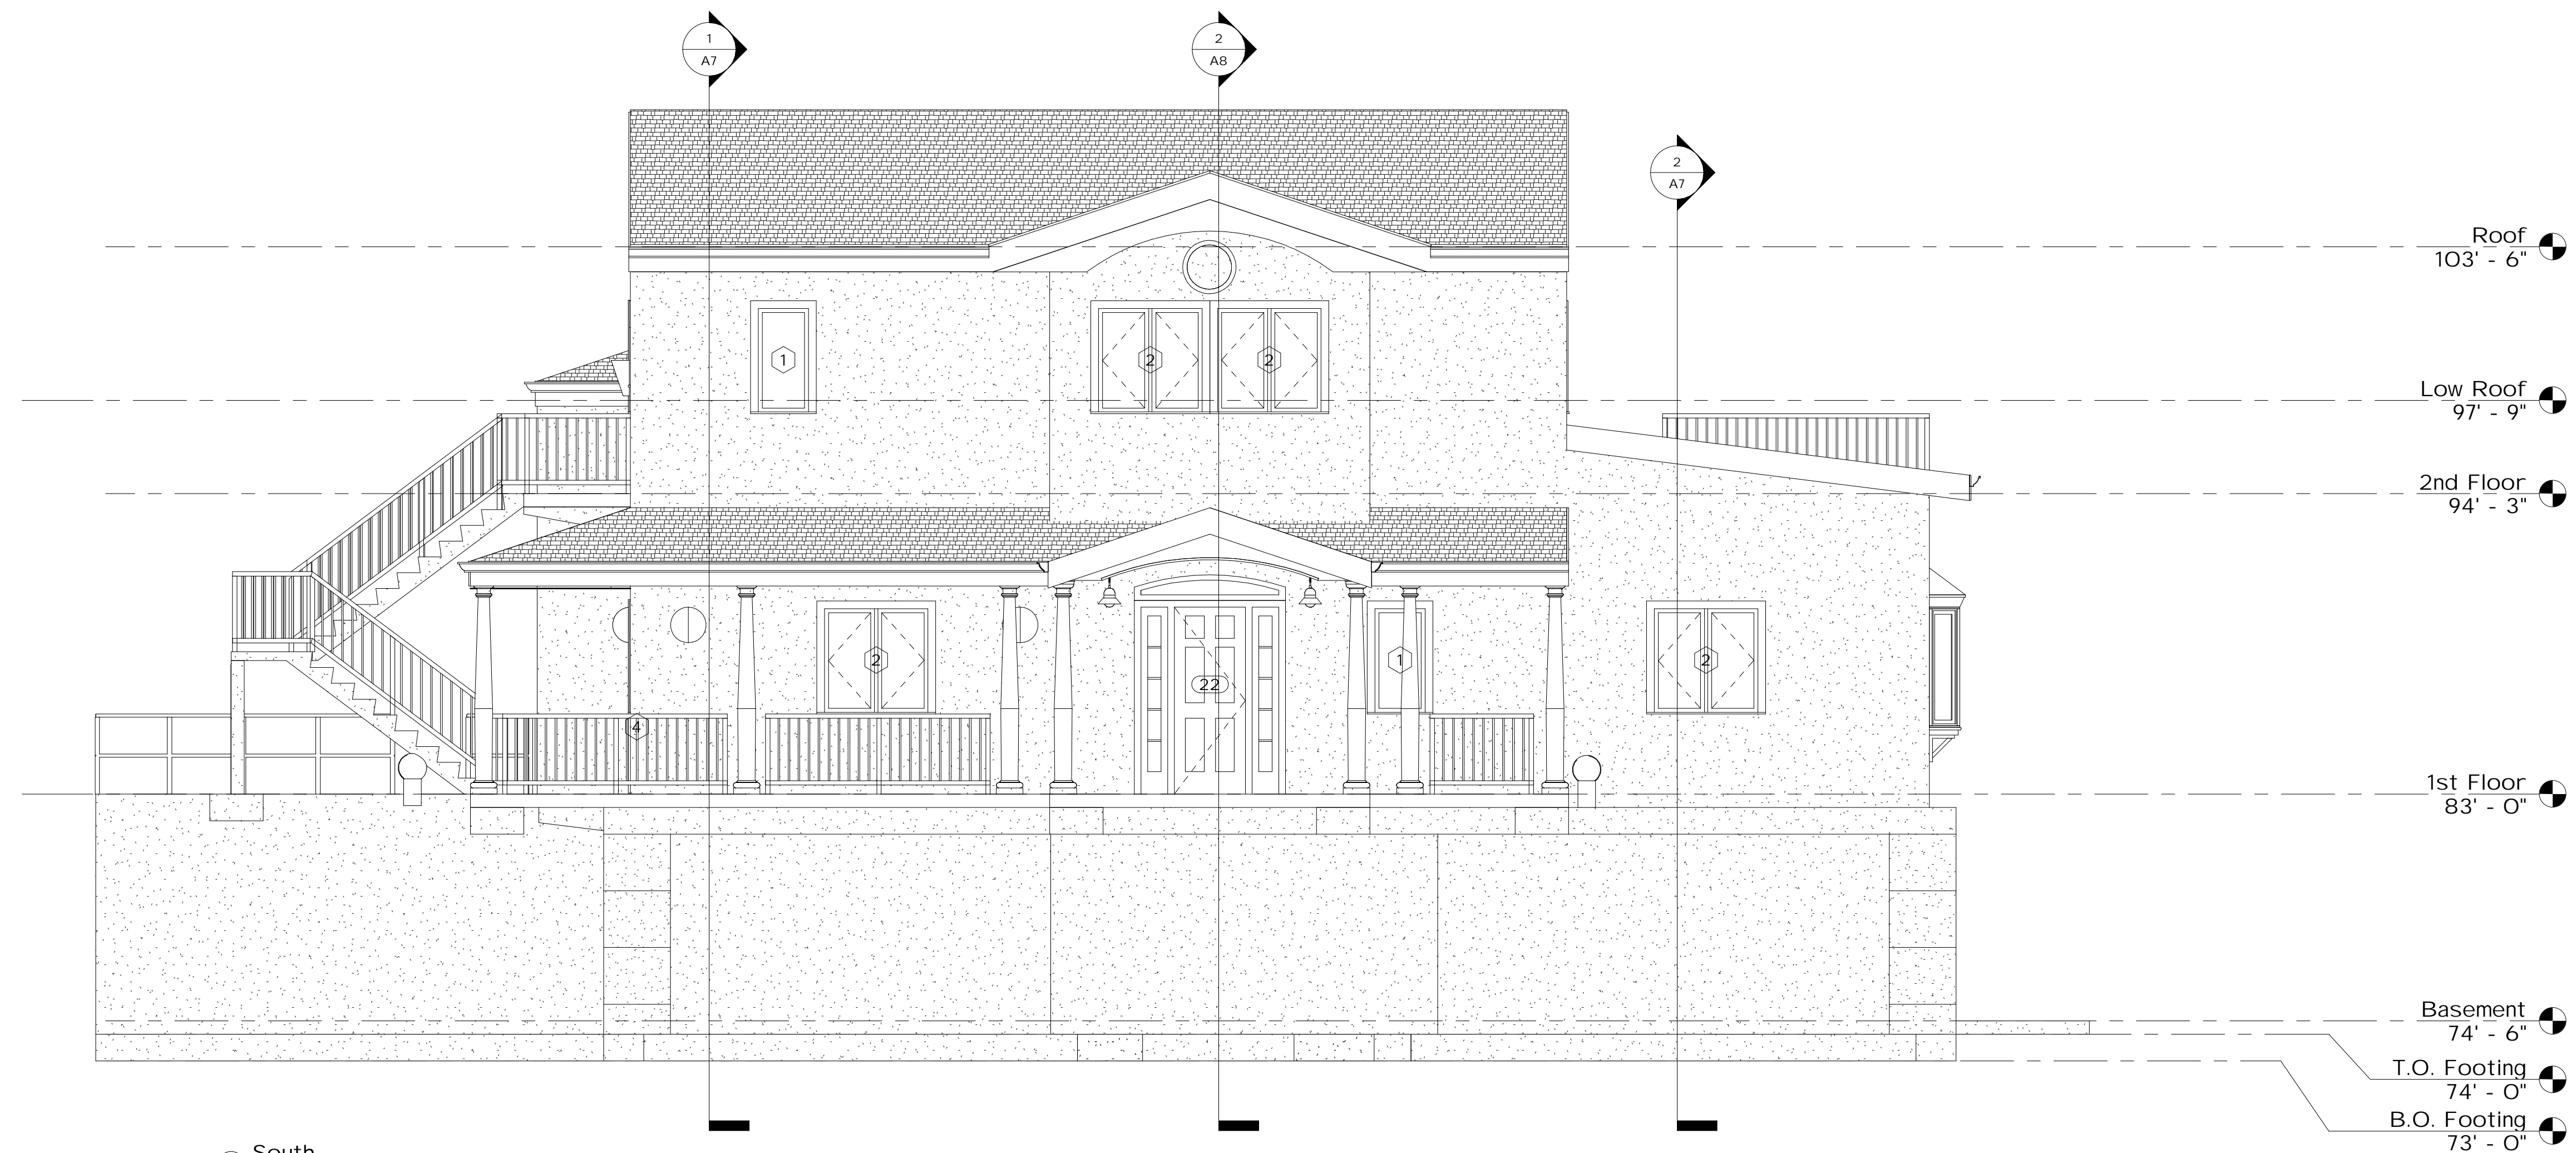 1
A7
2
A8
2
A7
Roof
103' - 6"
1
2
2
Low Roof
97' - 9"
2nd Floor
94' - 3"
2
1
2
22
4
1st Floor
83' - 0"
Basement
74' - 6"
T.O. Footing
74' - 0"
B.O. Footing
73' - 0"
South